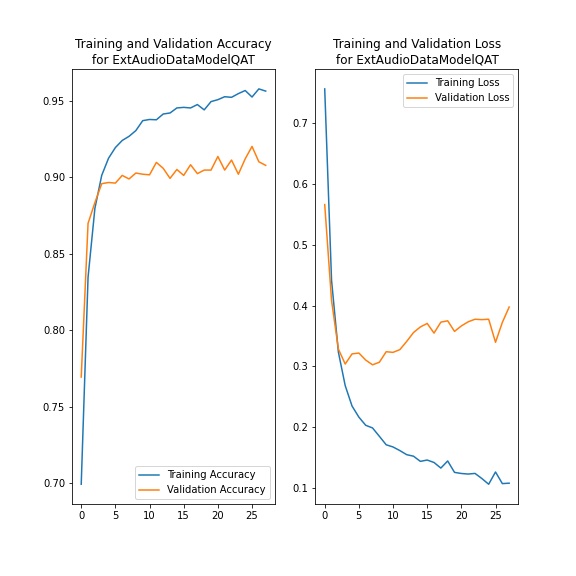 Training and Validation Accuracy
for ExtAudioDataModelQAT
0.95
0.90
0.85
0.80
0.75
0.70
Training Accuracy
Validation Accuracy
0 5 10 15 20 25
Training and Validation Loss
for ExtAudioDataModelQAT
Training Loss
Validation Loss
0.7
0.6
0.5
0.4
0.3
0.2
0.1
0 5 10 15 20 25